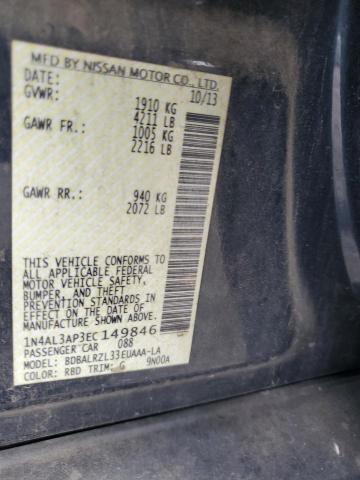 MFD BY NISSAN MOTOR CO., LTD.
DATE: 10/13
GVWR: 1910 KG
4211 LB
GAWR FR.: 1005 KG
2216 LB
GAWR RR.: 940 KG
2072 LB
THIS VEHICLE CONFORMS TO
ALL APPLICABLE FEDERAL
MOTOR VEHICLE SAFETY,
BUMPER, AND THEFT
PREVENTION STANDARDS IN
EFFECT ON THE DATE OF
MANUFACTURE SHOWN ABOVE.
1N4AL3AP3EC149846
PASSENGER CAR 088
MODEL: BDBALRZL33EUAAA-LA
COLOR: RBD TRIM: G 9N00A